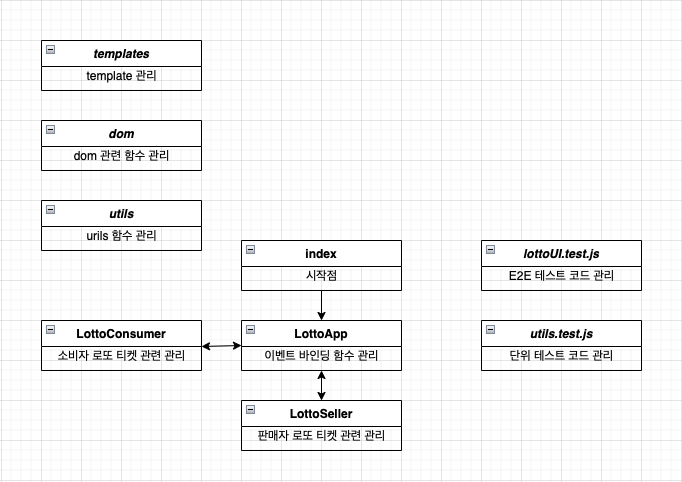 templates
template 관리
dom
dom 관련 함수 관리
utils
urils 함수 관리
index
시작점
lottoUI.test.js
E2E 테스트 코드 관리
LottoConsumer
소비자 로또 티켓 관련 관리
LottoApp
이벤트 바인딩 함수 관리
utils.test.js
단위 테스트 코드 관리
LottoSeller
판매자 로또 티켓 관련 관리